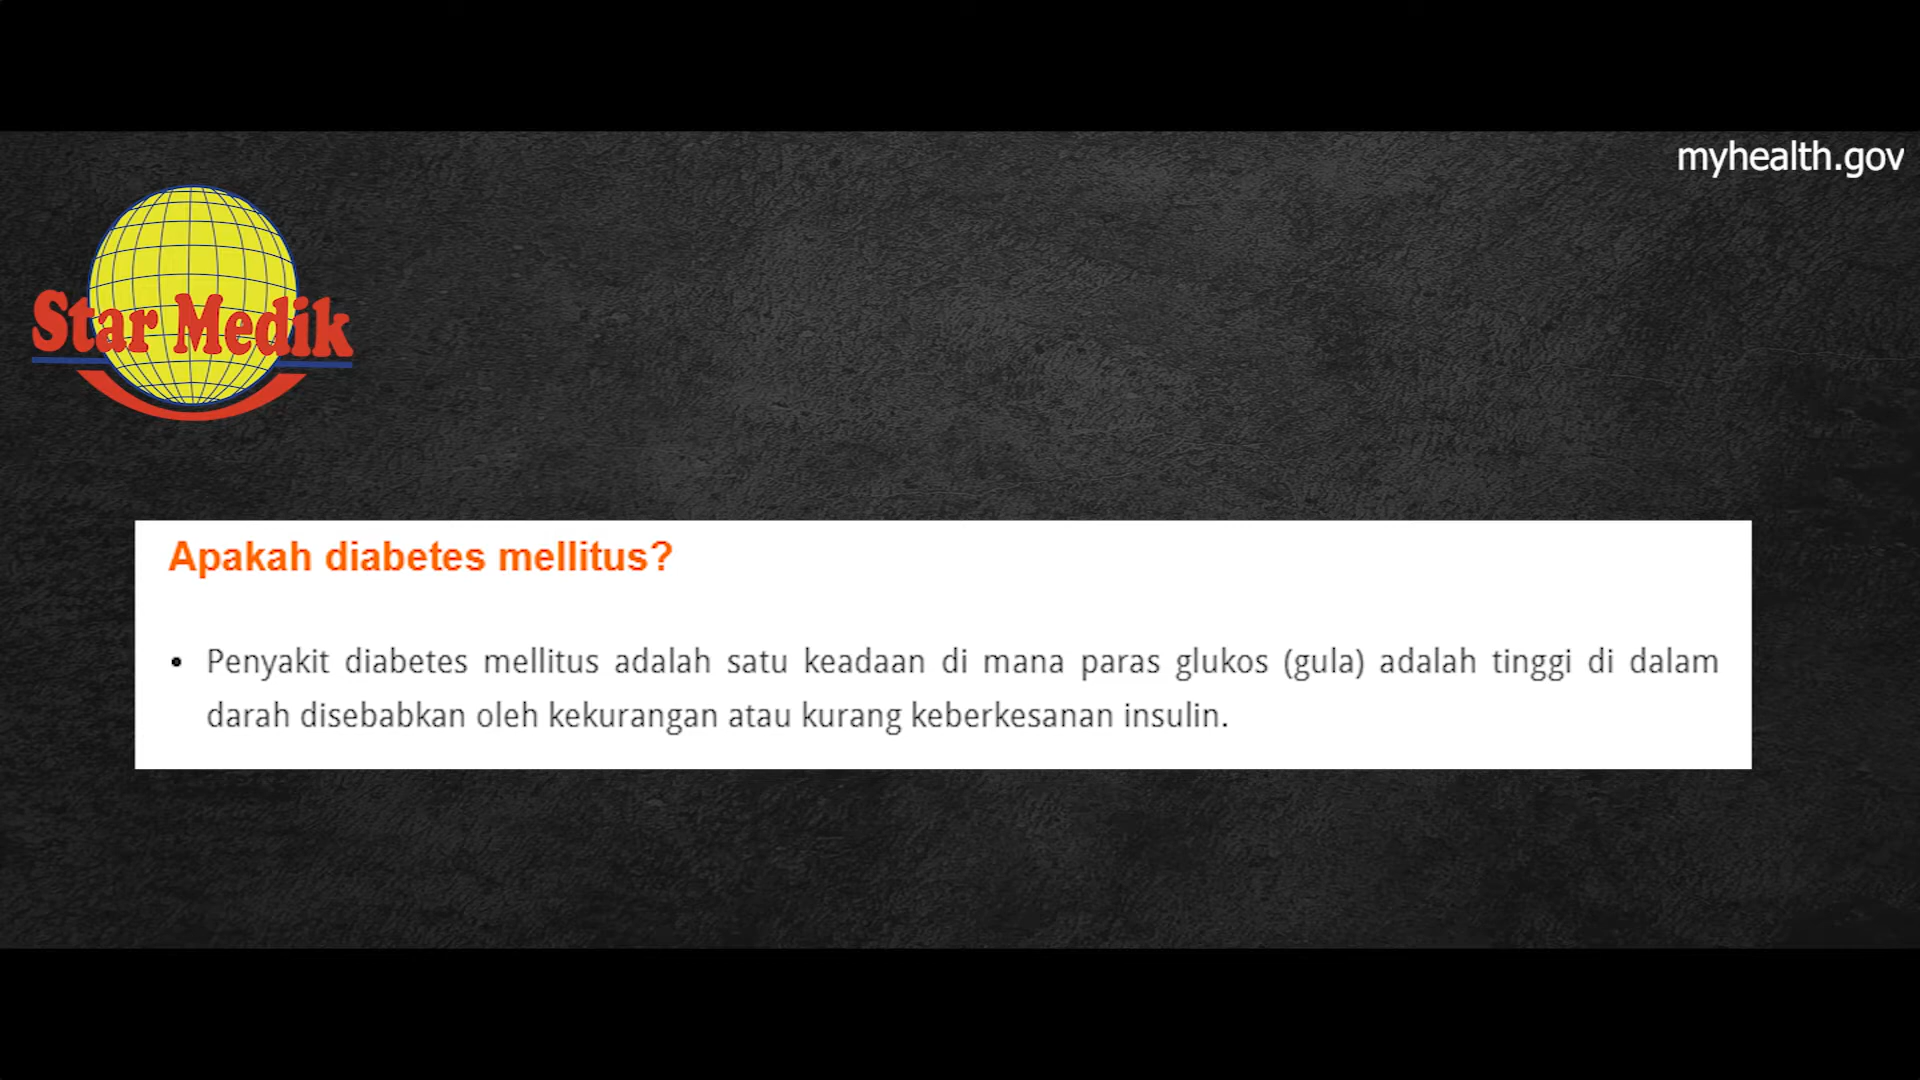 myhealth.gov
Star Medik
Apakah diabetes mellitus?
• Penyakit diabetes mellitus adalah satu keadaan di mana paras glukos (gula) adalah tinggi di dalam
darah disebabkan oleh kekurangan atau kurang keberkesanan insulin.